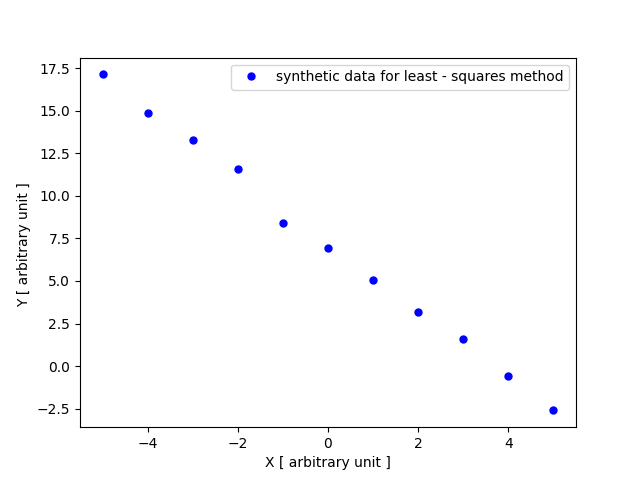 synthetic data for least - squares method
17.5
15.0
12.5
10.0
7.5
5.0
2.5
0.0
−2.5
Y [ arbitrary unit ]
−4 −2 0 2 4
X [ arbitrary unit ]